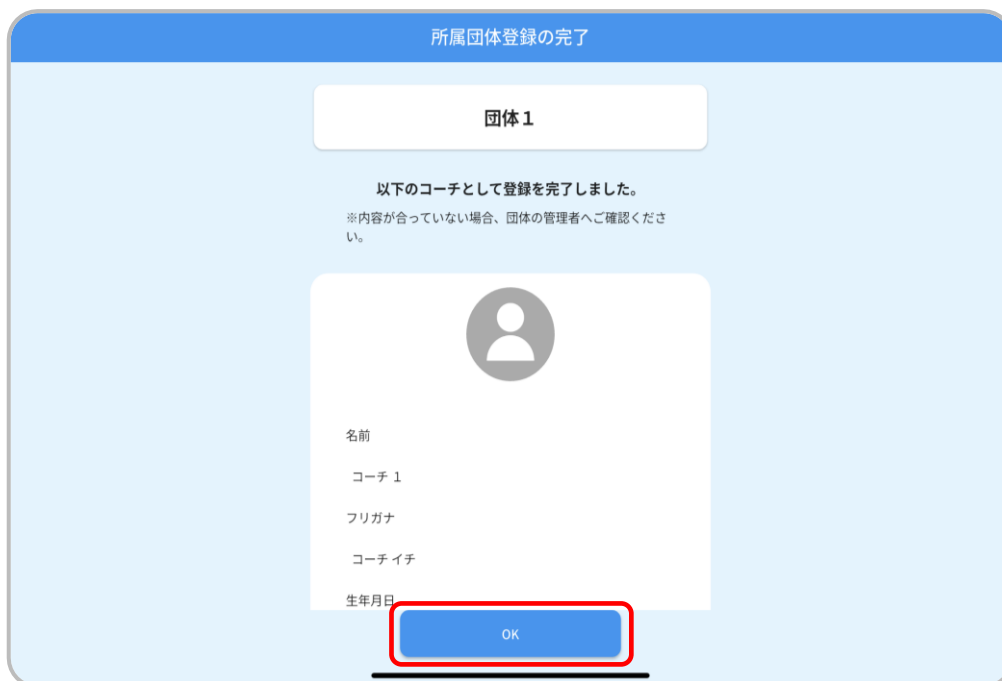 所属団体登録の完了
団体１
以下のコーチとして登録を完了しました。
※内容が合っていない場合、団体の管理者へご確認くださ
い。
名前
コーチ １
フリガナ
コーチ イチ
生年月日
OK